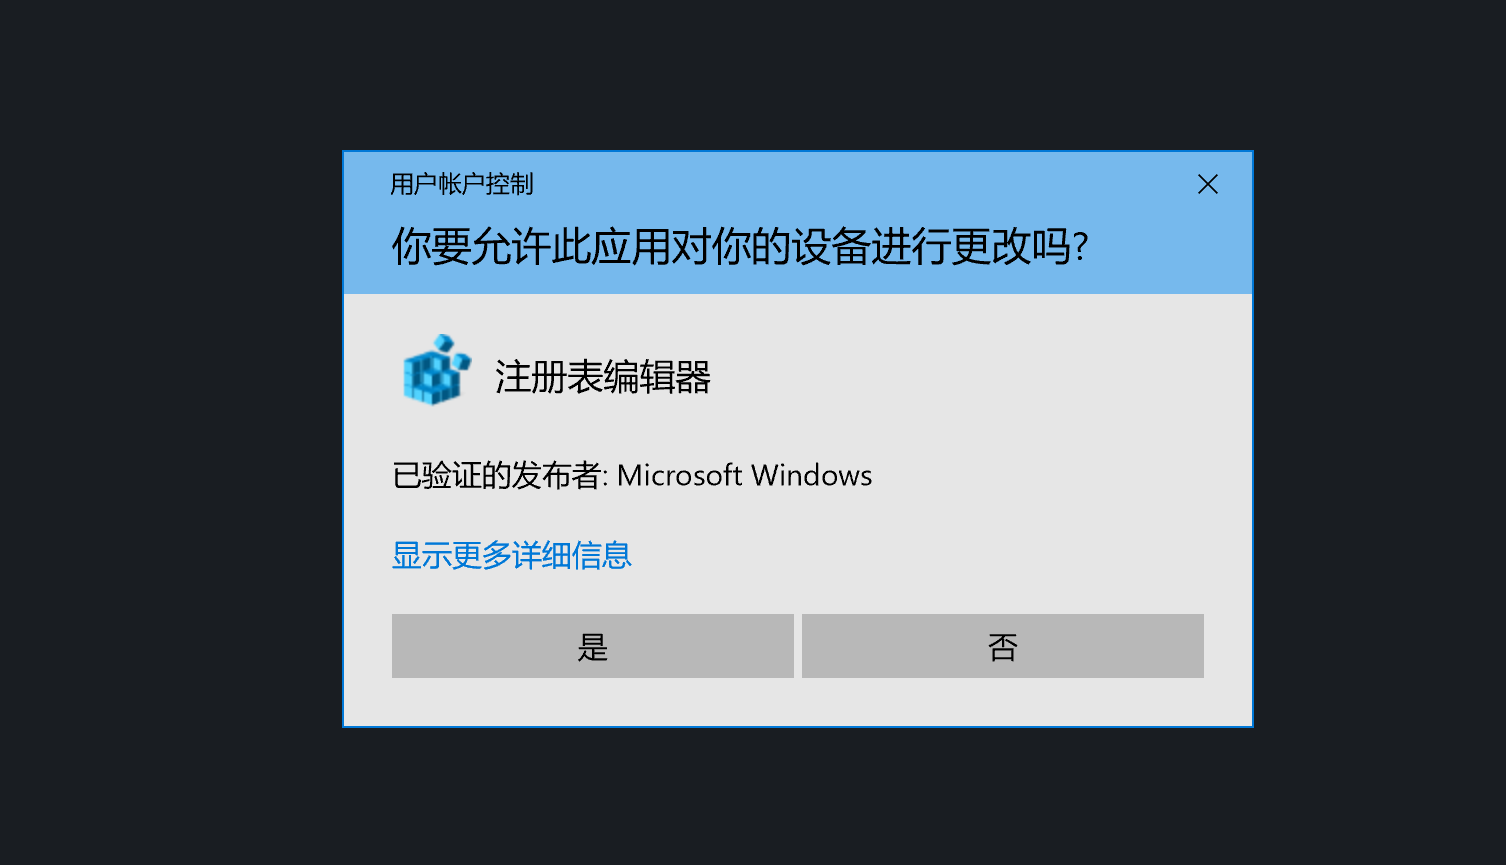 用户帐户控制
你要允许此应用对你的设备进行更改吗?
注册表编辑器
已验证的发布者: Microsoft Windows
显示更多详细信息
是
否